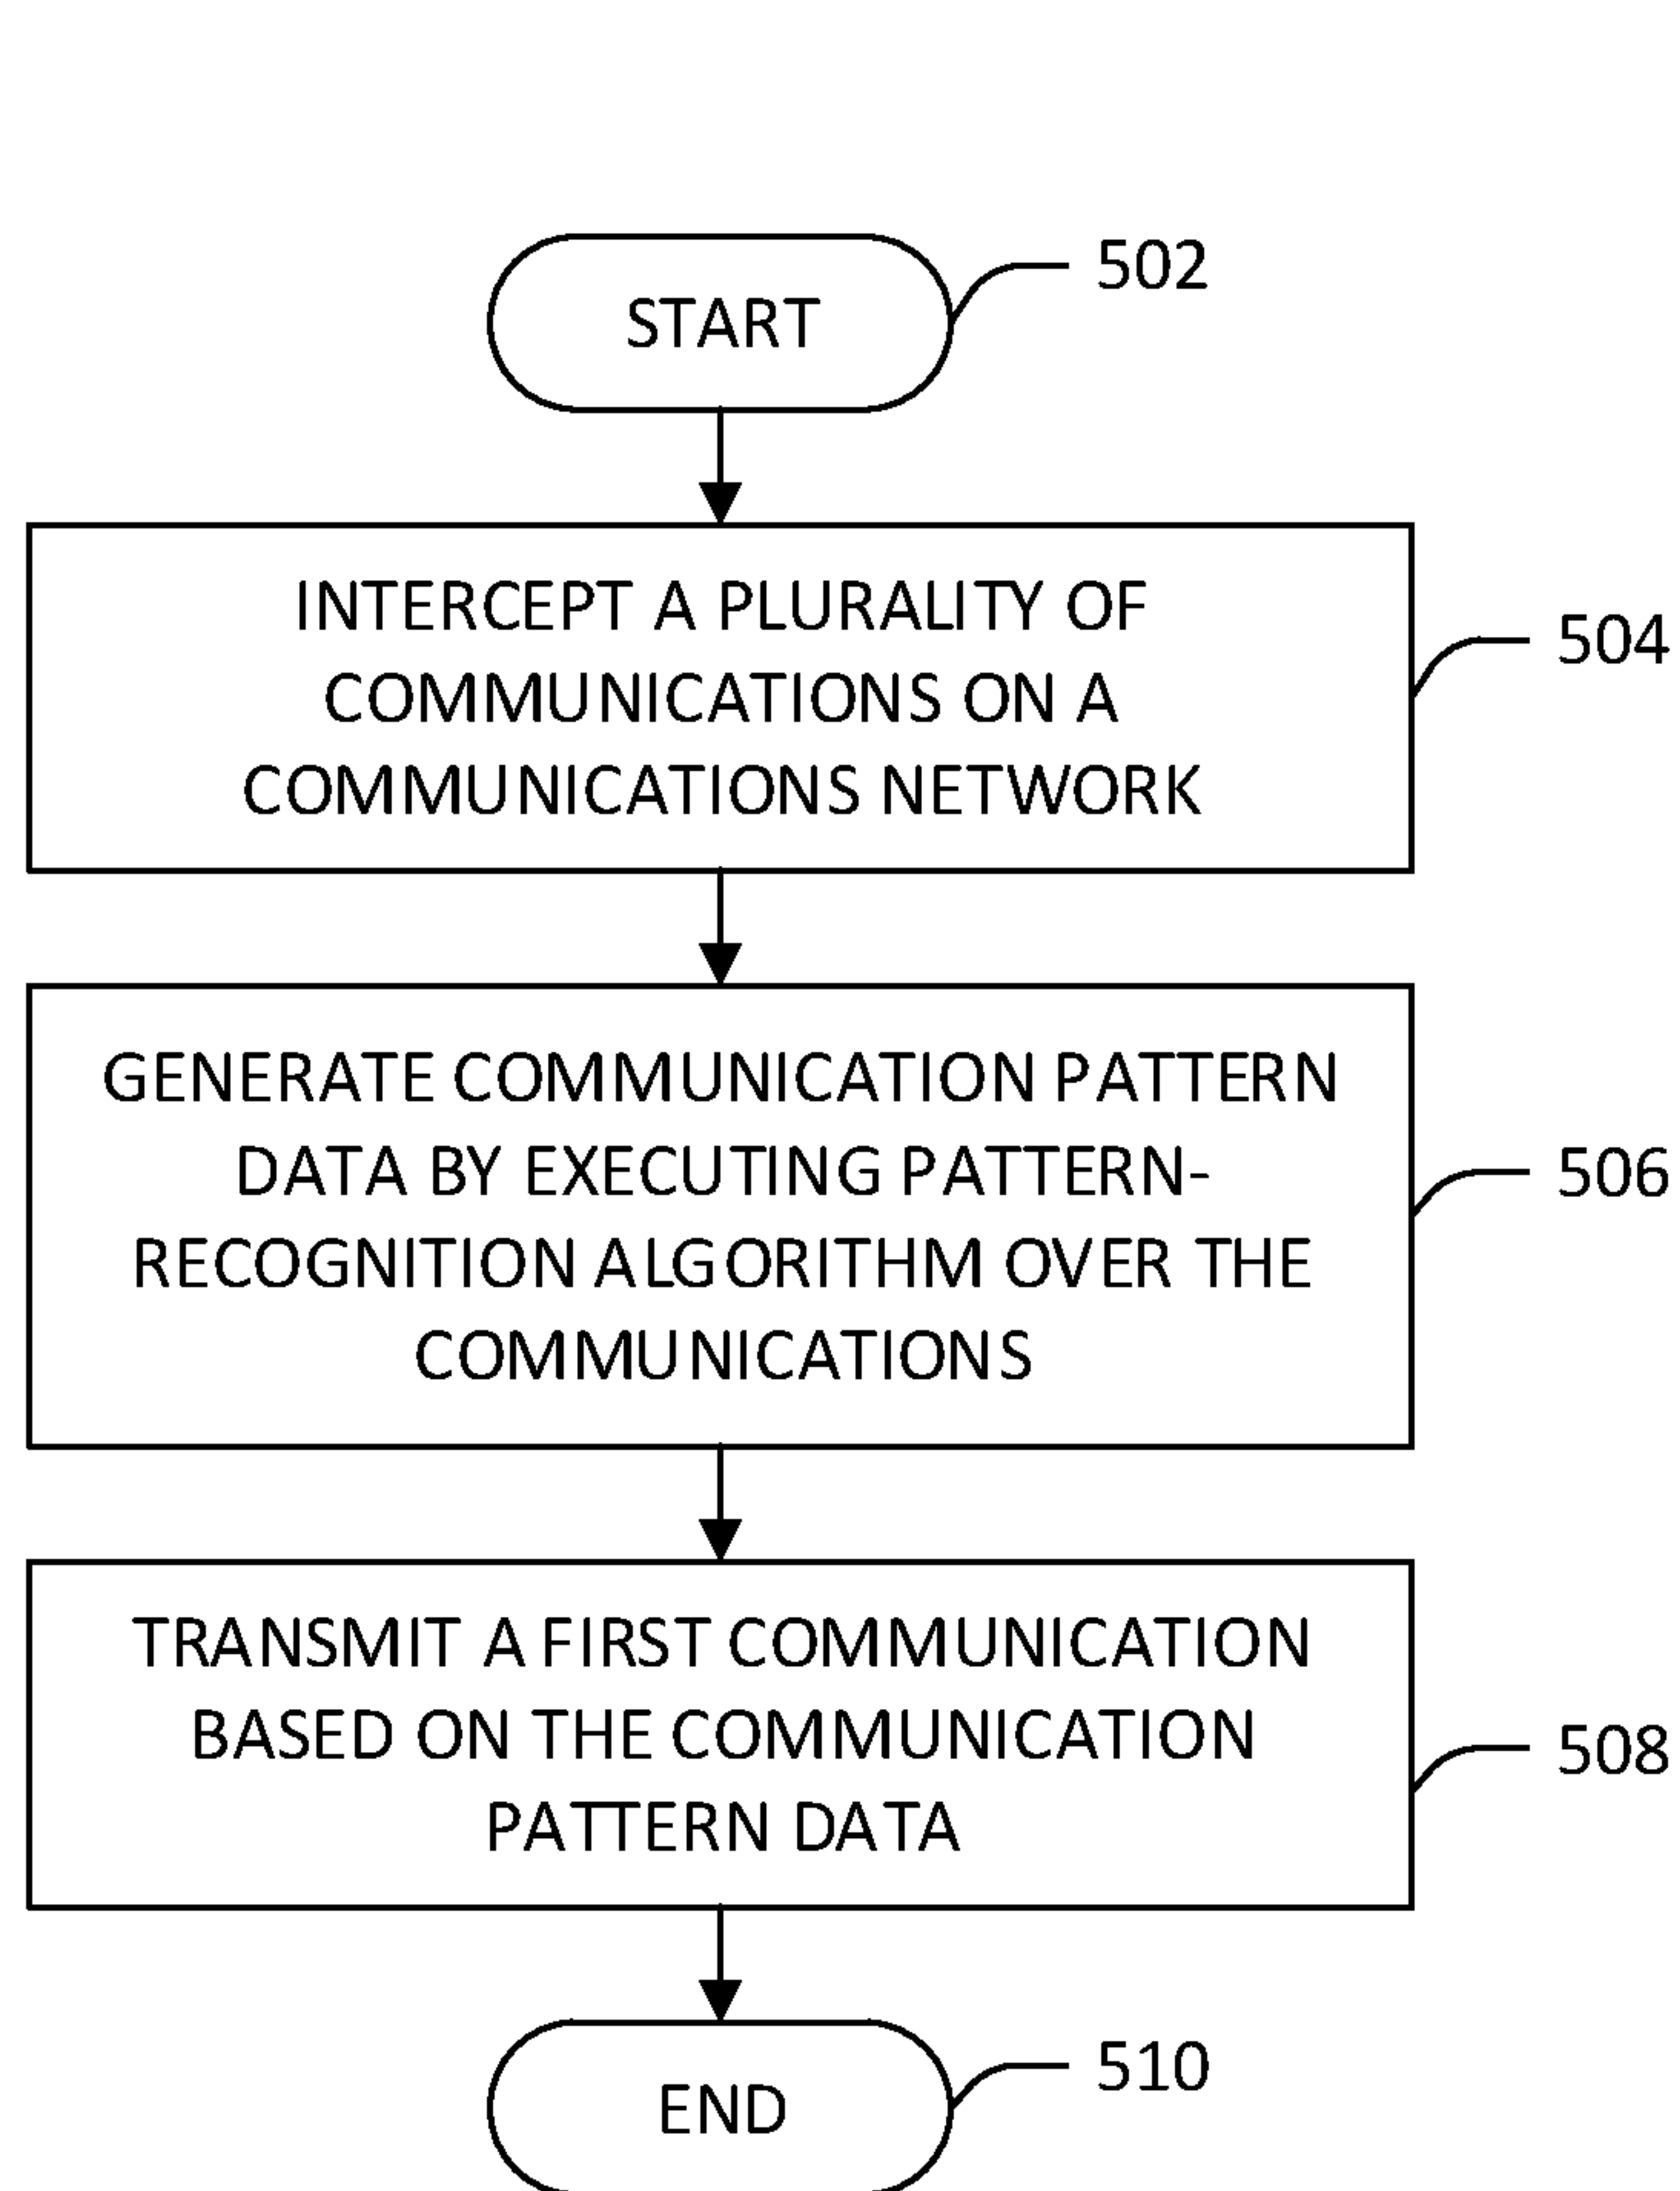 START
502
INTERCEPT A PLURALITY OF
COMMUNICATIONS ON A
COMMUNICATIONS NETWORK
504
GENERATE COMMUNICATION PATTERN
DATA BY EXECUTING PATTERN-
RECOGNITION ALGORITHM OVER THE
COMMUNICATIONS
506
TRANSMIT A FIRST COMMUNICATION
BASED ON THE COMMUNICATION
PATTERN DATA
508
END
510